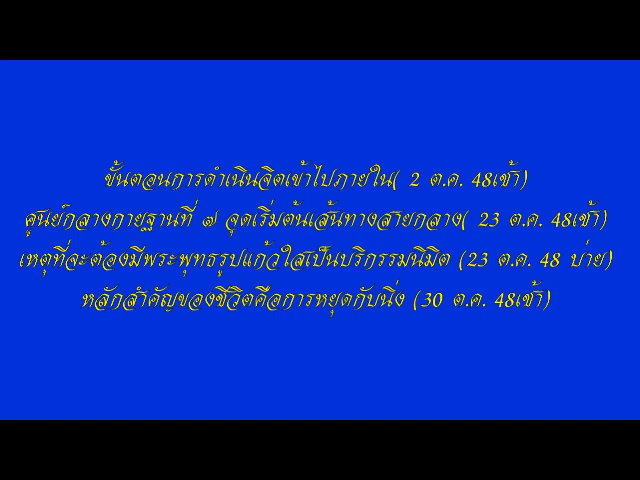 ขั้นตอนการดำเนินจิตเข้าไปภายใน( 2 ต.ค. 48เช้า)
ศูนย์กลางกายฐานที่ ๗ จุดเริ่มต้นเส้นทางสายกลาง( 23 ต.ค. 48เช้า)
เหตุที่จะต้องมีพระพุทธรูปแก้วใสเป็นบริกรรมนิมิต (23 ต.ค. 48 บ่าย)
หลักสำคัญของชีวิตคือการหยุดกับนิ่ง (30 ต.ค. 48เช้า)